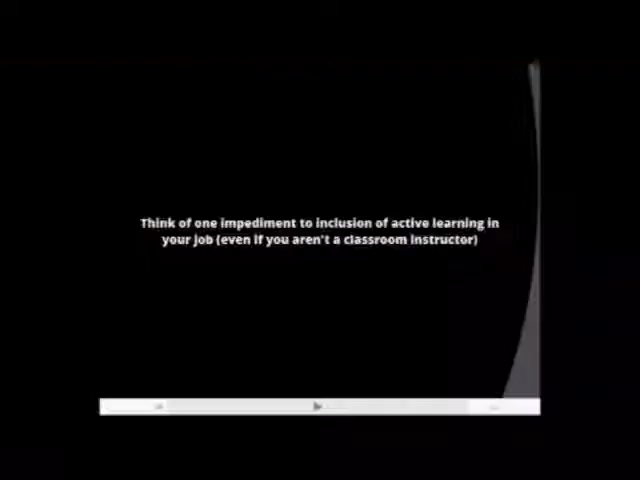 Think of one impediment to inclusion of active learning in
your job (even if you aren't a classroom instructor)